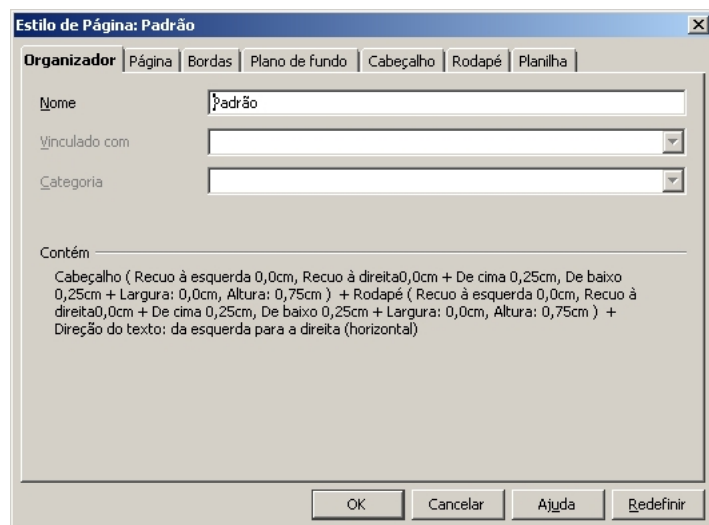 Estilo de Página: Padrão
Organizador Página Bordas Plano de fundo Cabeçalho Rodapé Planilha
Nome Padrão
Vinculado com
Categoria
Contém
Cabeçalho ( Recuo à esquerda 0,0cm, Recuo à direita0,0cm + De cima 0,25cm, De baixo
0,25cm + Largura: 0,0cm, Altura: 0,75cm ) + Rodapé ( Recuo à esquerda 0,0cm, Recuo à
direita0,0cm + De cima 0,25cm, De baixo 0,25cm + Largura: 0,0cm, Altura: 0,75cm ) +
Direção do texto: da esquerda para a direita (horizontal)
OK Cancelar Ajuda Redefinir